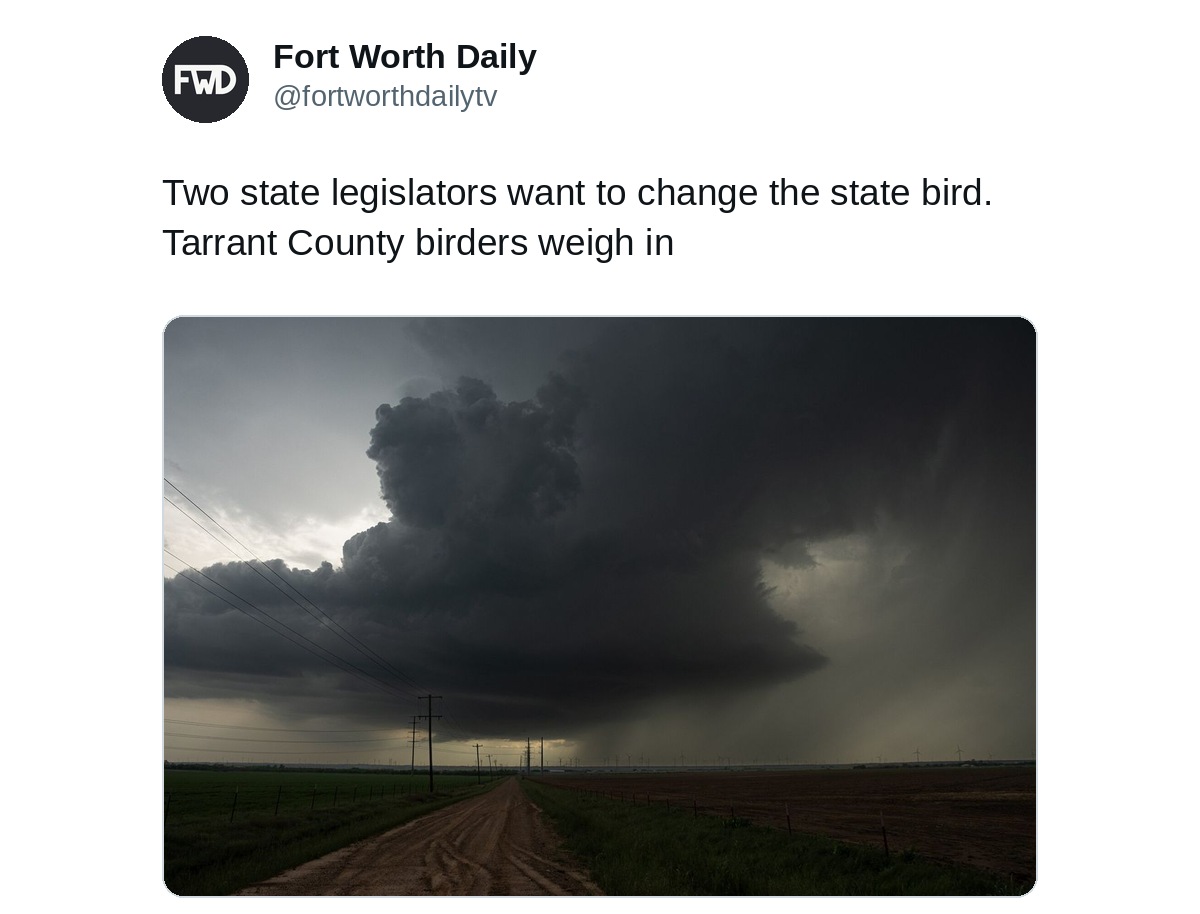 FWD
Fort Worth Daily
@fortworthdailytv
Two state legislators want to change the state bird.
Tarrant County birders weigh in